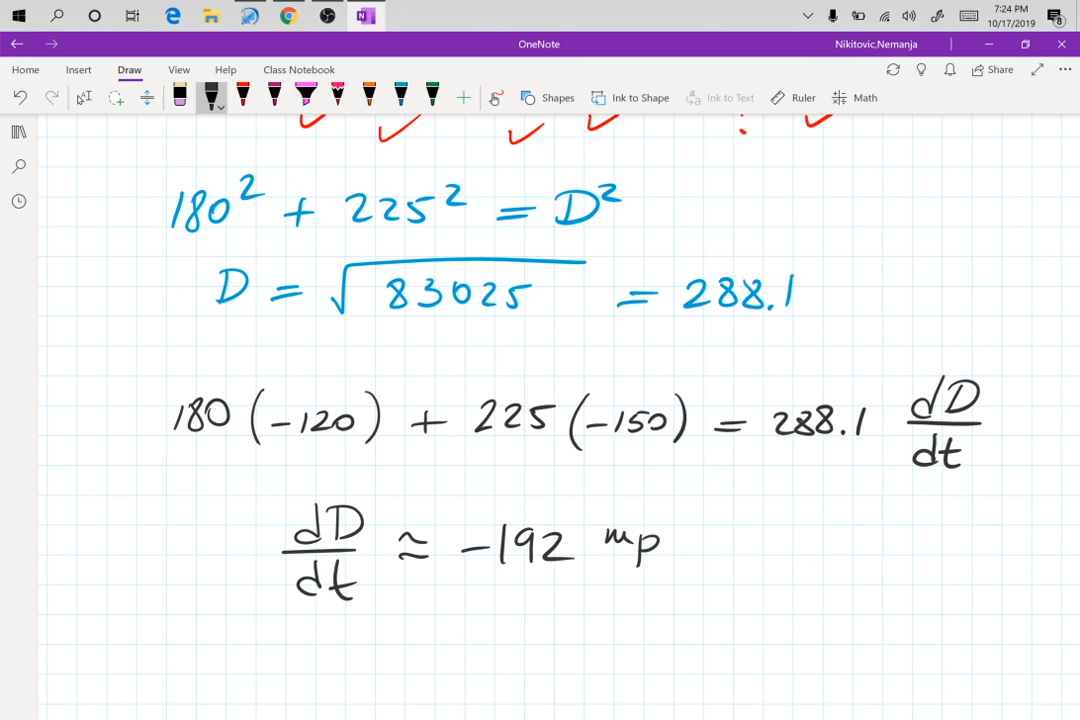 7:24 PM
10/17/2019
8
OneNote
Nikitovic,Nemanja
Home Insert Draw View Help Class Notebook
Share
Shapes Ink to Shape Ink to Text Ruler Math
180² + 225² = D²
D = √83025 = 288.1
180 (-120) + 225 (-150) = 288.1 dD/dt
dD/dt ≈ -192 mp